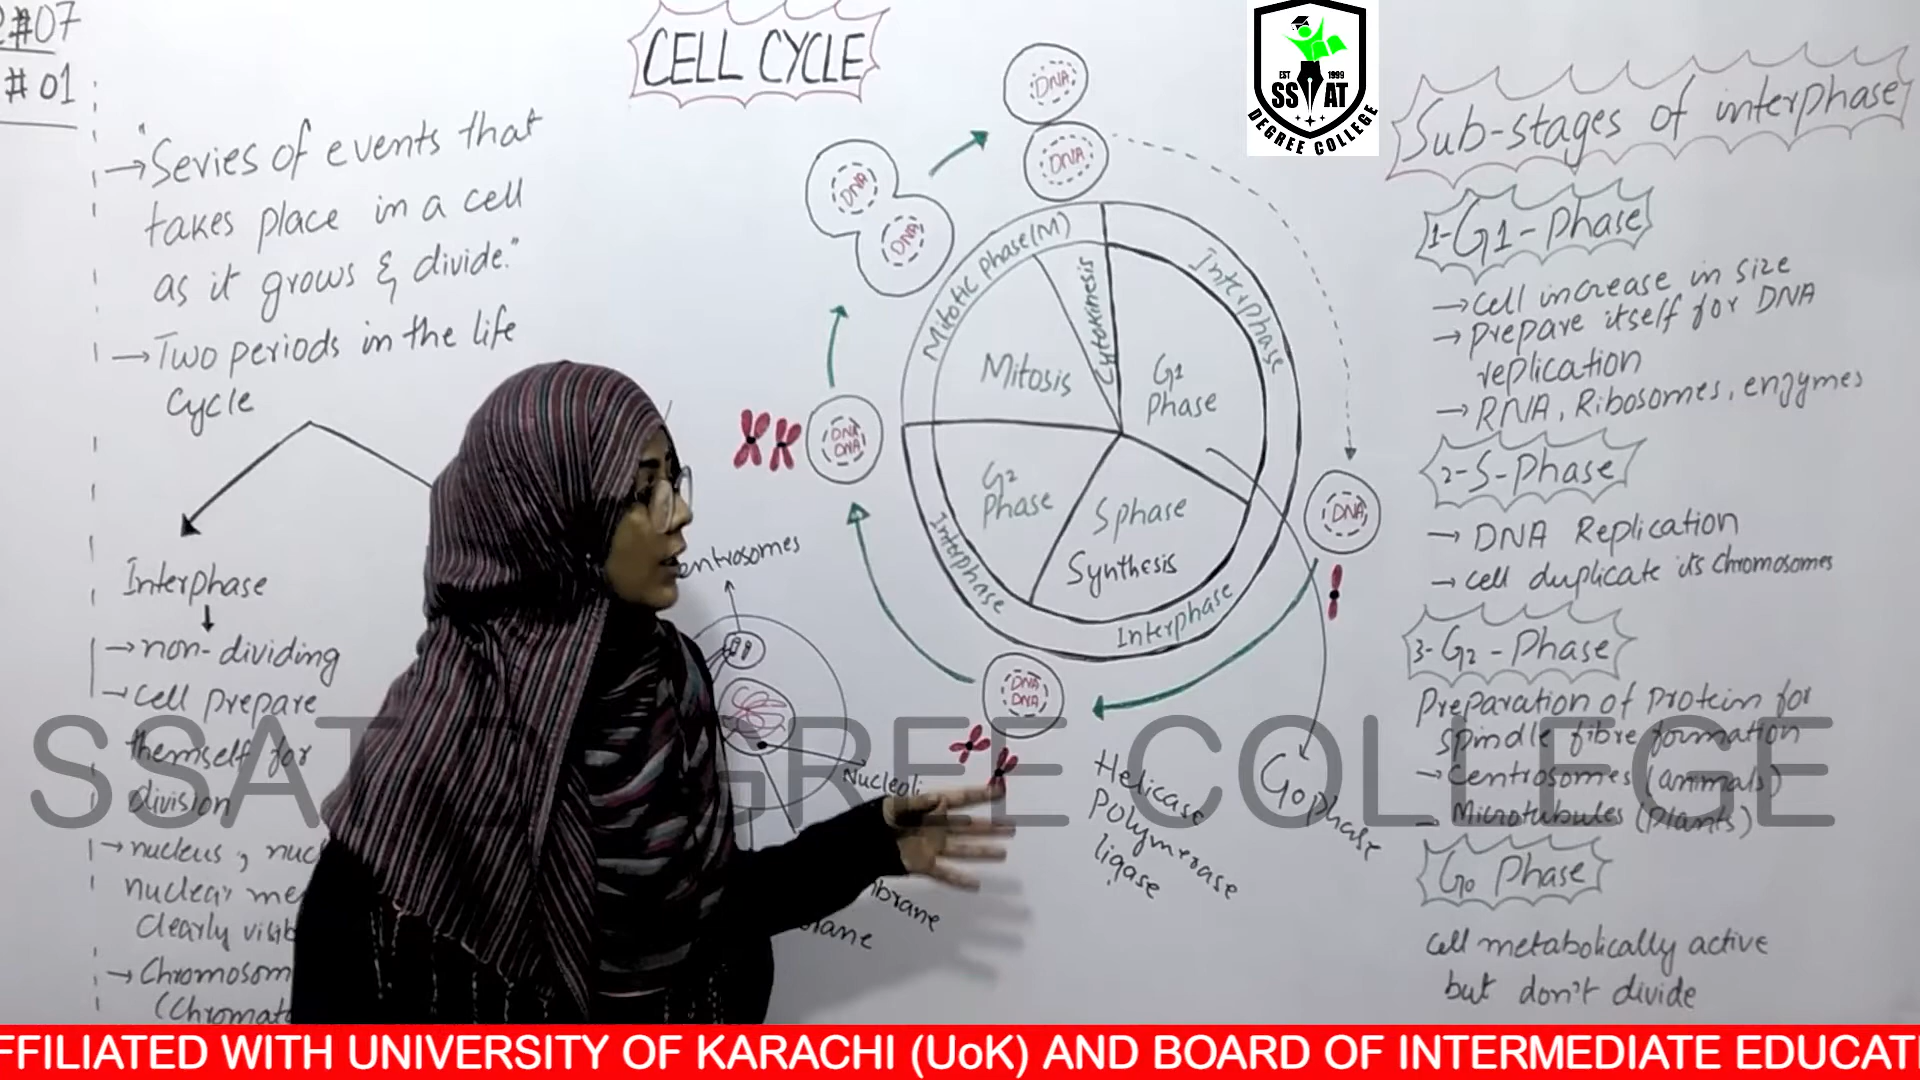 #07
# 01
CELL CYCLE
→ "Sevies of events that
takes place in a cell
as it grows & divide."
→ Two periods in the life
cycle
Interphase
→ non-dividing
→ cell prepare
themself for
division
→ nucleus,
nuclear
clearly
→ Chromosom
entrosomes
Nucleoli
brane
DNA
DNA
DNA
DNA
DNA
DNA
DNA
DNA
DNA
Mitotic phase (M)
Interphase
Interphase
Interphase
Mitosis
Cytokinesis
G1
Phase
G2
Phase
Sphase
Synthesis
Helicase
Polymerase
ligase
G0 phase
EST 1999
SSAT
DEGREE COLLEGE
Sub-stages of interphase
1-G1-Phase
→ Cell increase in size
→ prepare itself for DNA
replication
→ RNA, Ribosomes, enzymes
2-S-Phase
→ DNA Replication
→ cell duplicate its chromosomes
3-G2-Phase
Preparation of protein for
spindle fibre formation
→ Centrosomes (animals)
→ Microtubules (plants)
G0 Phase
Cell metabolically active
but don't divide
SSAT DEGREE COLLEGE
FFILIATED WITH UNIVERSITY OF KARACHI (UoK) AND BOARD OF INTERMEDIATE EDUCAT